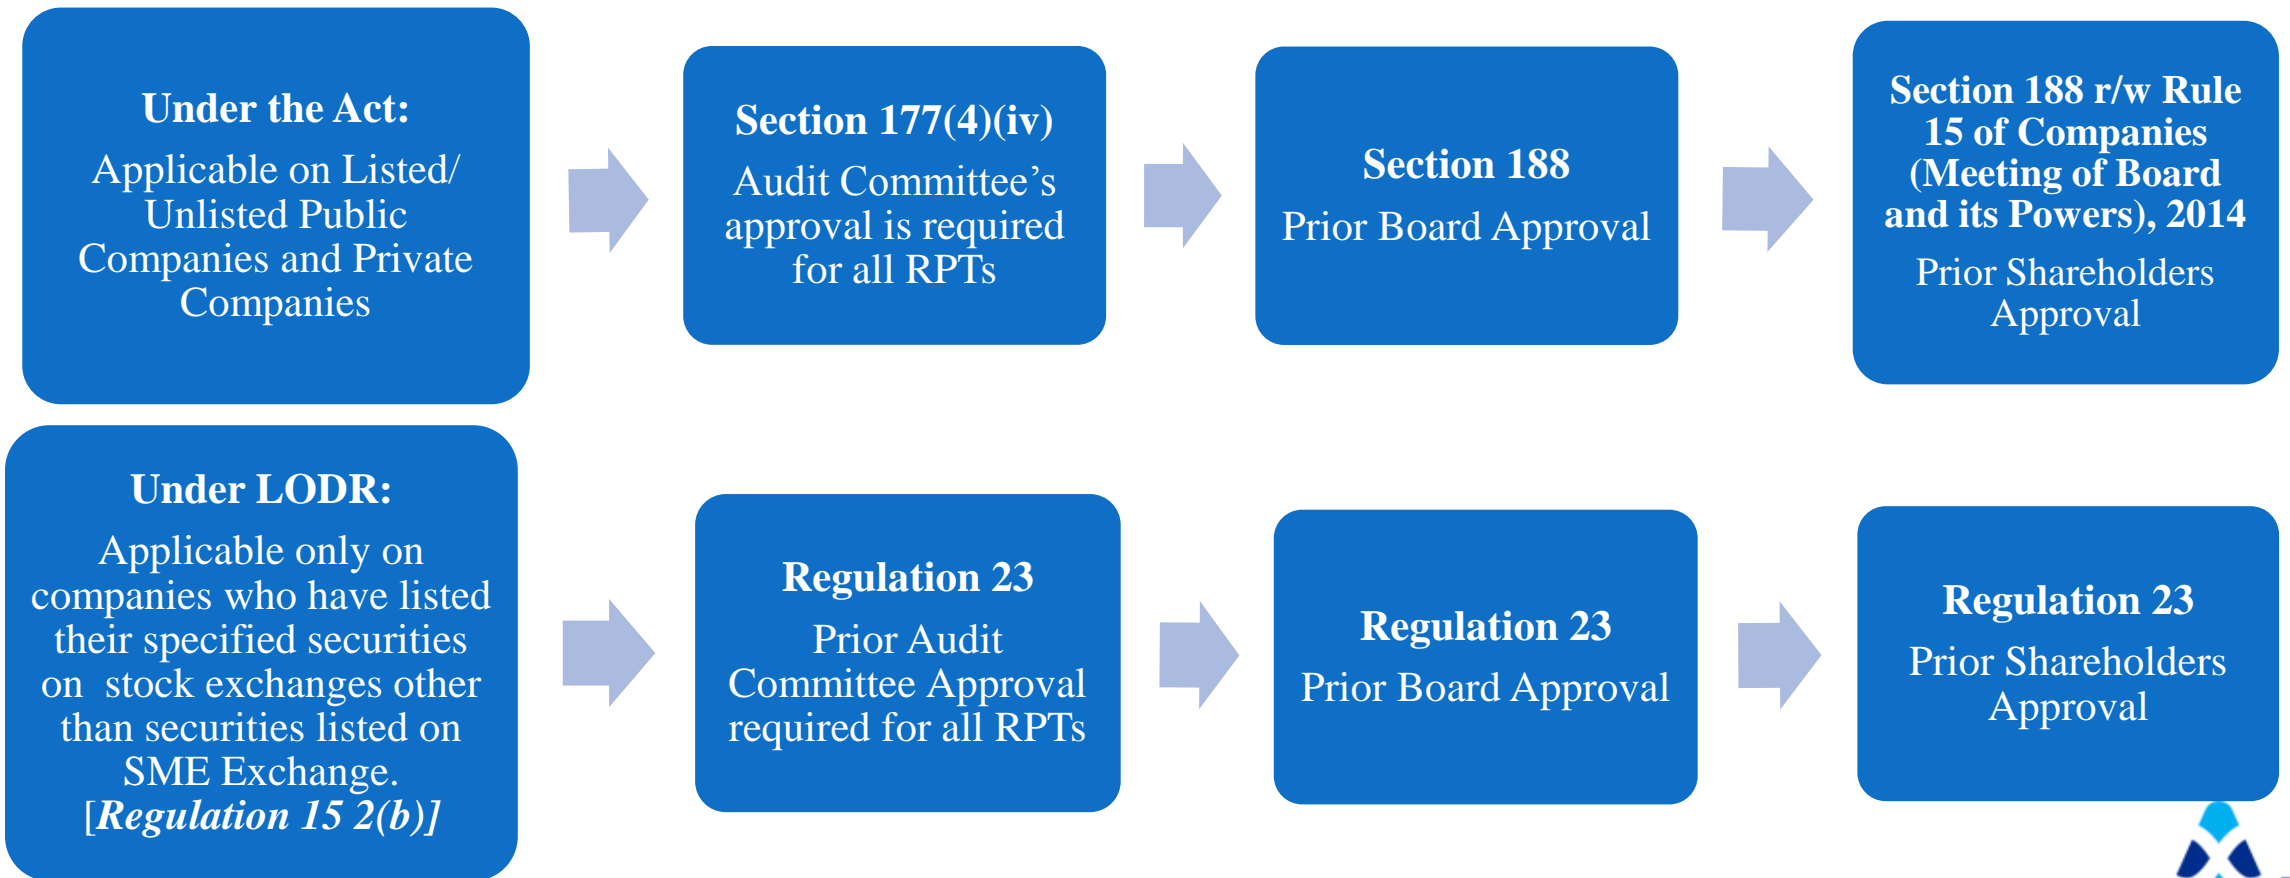 Under the Act:
Applicable on Listed/
Unlisted Public
Companies and Private
Companies
Section 177(4)(iv)
Audit Committee’s
approval is required
for all RPTs
Section 188
Prior Board Approval
Section 188 r/w Rule
15 of Companies
(Meeting of Board
and its Powers), 2014
Prior Shareholders
Approval
Under LODR:
Applicable only on
companies who have listed
their specified securities
on stock exchanges other
than securities listed on
SME Exchange.
[Regulation 15 2(b)]
Regulation 23
Prior Audit
Committee Approval
required for all RPTs
Regulation 23
Prior Board Approval
Regulation 23
Prior Shareholders
Approval